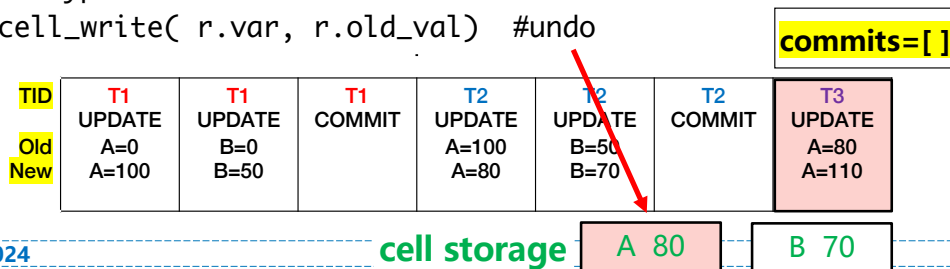 cell_write( r.var, r.old_val) #undo
commits=[ ]
TID T1 T1 T1 T2 T2 T2 T3
UPDATE UPDATE COMMIT UPDATE UPDATE COMMIT UPDATE
Old A=0 B=0 A=100 B=50 A=80
New A=100 B=50 A=80 B=70 A=110
cell storage A 80 B 70